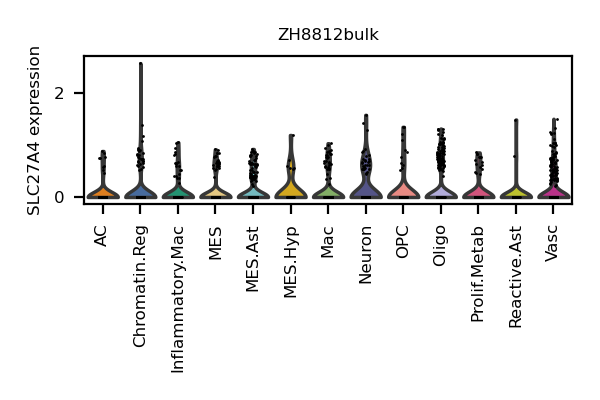 ZH8812bulk
SLC27A4 expression
2
0
AC
Chromatin.Reg
Inflammatory.Mac
MES
MES.Ast
MES.Hyp
Mac
Neuron
OPC
Oligo
Prolif.Metab
Reactive.Ast
Vasc